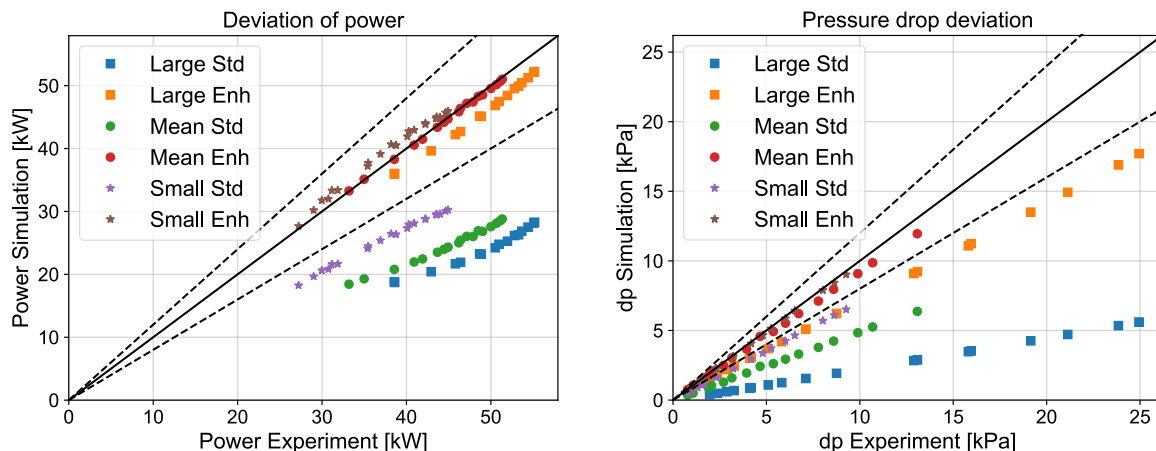 Deviation of power
Power Simulation [kW]
50
40
30
20
10
0
0
10
20
30
40
50
Power Experiment [kW]
Large Std
Large Enh
Mean Std
Mean Enh
Small Std
Small Enh
Pressure drop deviation
dp Simulation [kPa]
25
20
15
10
5
0
0
5
10
15
20
25
dp Experiment [kPa]
Large Std
Large Enh
Mean Std
Mean Enh
Small Std
Small Enh